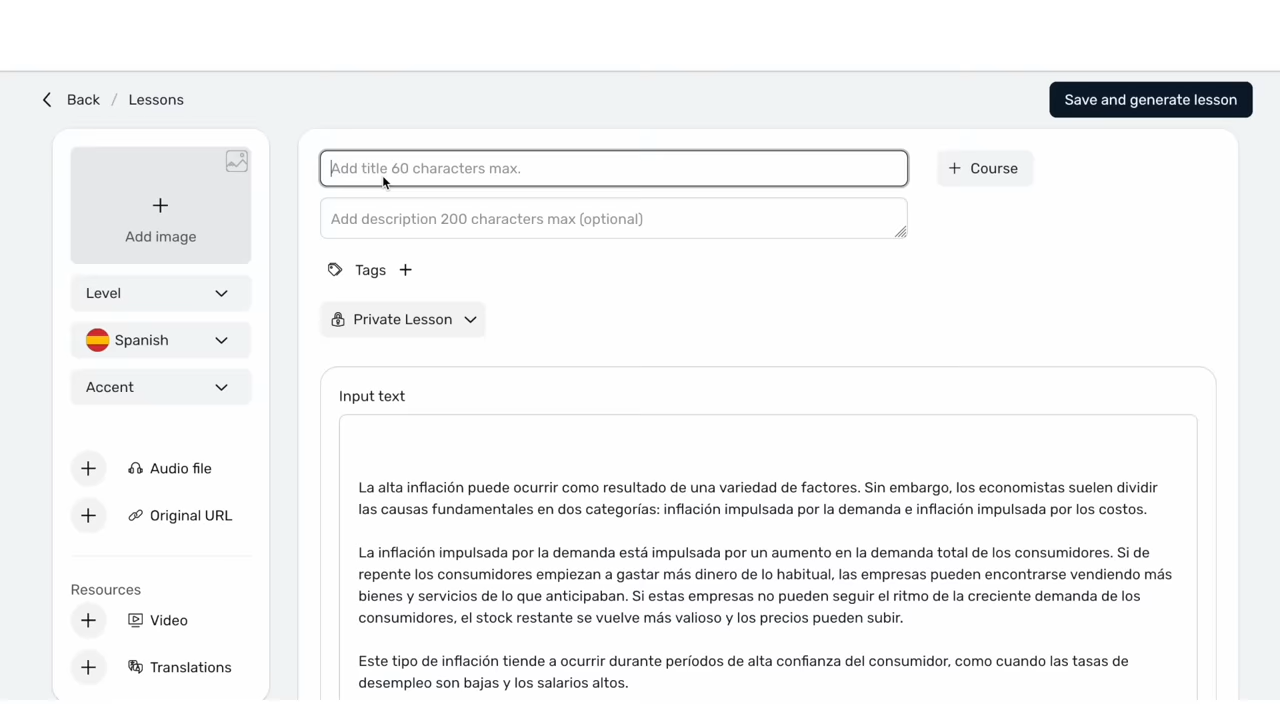 Back / Lessons
Save and generate lesson
Add image
Level
Spanish
Accent
Audio file
Original URL
Resources
Video
Translations
Add title 60 characters max.
+ Course
Add description 200 characters max (optional)
Tags +
Private Lesson
Input text
La alta inflación puede ocurrir como resultado de una variedad de factores. Sin embargo, los economistas suelen dividir
las causas fundamentales en dos categorías: inflación impulsada por la demanda e inflación impulsada por los costos.
La inflación impulsada por la demanda está impulsada por un aumento en la demanda total de los consumidores. Si de
repente los consumidores empiezan a gastar más dinero de lo habitual, las empresas pueden encontrarse vendiendo más
bienes y servicios de lo que anticipaban. Si estas empresas no pueden seguir el ritmo de la creciente demanda de los
consumidores, el stock restante se vuelve más valioso y los precios pueden subir.
Este tipo de inflación tiende a ocurrir durante períodos de alta confianza del consumidor, como cuando las tasas de
desempleo son bajas y los salarios altos.